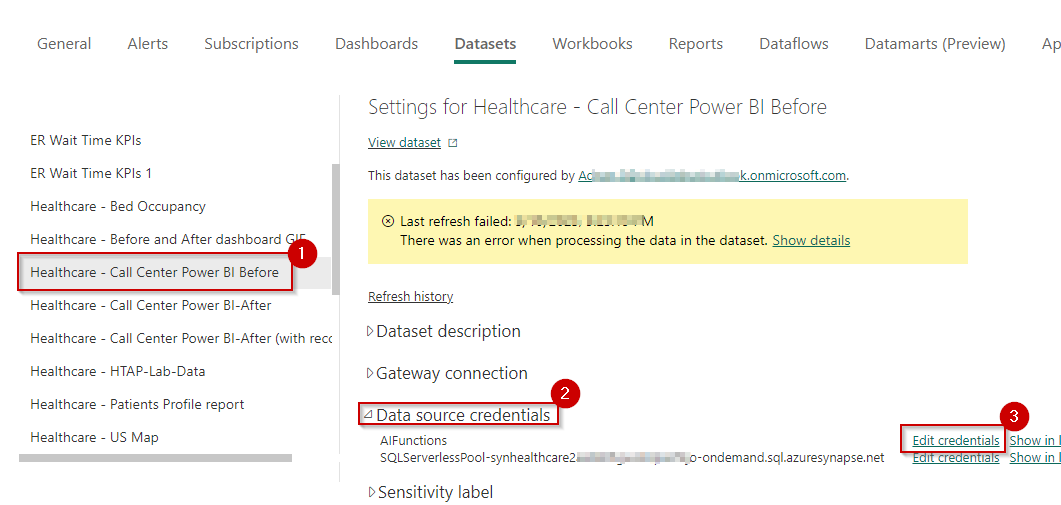 General Alerts Subscriptions Dashboards Datasets Workbooks Reports Dataflows Datamarts (Preview) Ap
Settings for Healthcare - Call Center Power BI Before
ER Wait Time KPIs
View dataset
ER Wait Time KPIs 1
This dataset has been configured by k.onmicrosoft.com.
Healthcare - Bed Occupancy
Last refresh failed:
Healthcare - Before and After dashboard GIF
There was an error when processing the data in the dataset. Show details
1
Healthcare - Call Center Power BI Before
Refresh history
Healthcare - Call Center Power BI-After
Dataset description
Healthcare - Call Center Power BI-After (with reco
Healthcare - HTAP-Lab-Data
Gateway connection
2
Healthcare - Patients Profile report
Data source credentials
3
Healthcare - US Map
AIFunctions Edit credentials Show in l
SQLServerlessPool-synhealthcare2 o-ondemand.sql.azuresynapse.net Edit credentials Show in l
Sensitivity label